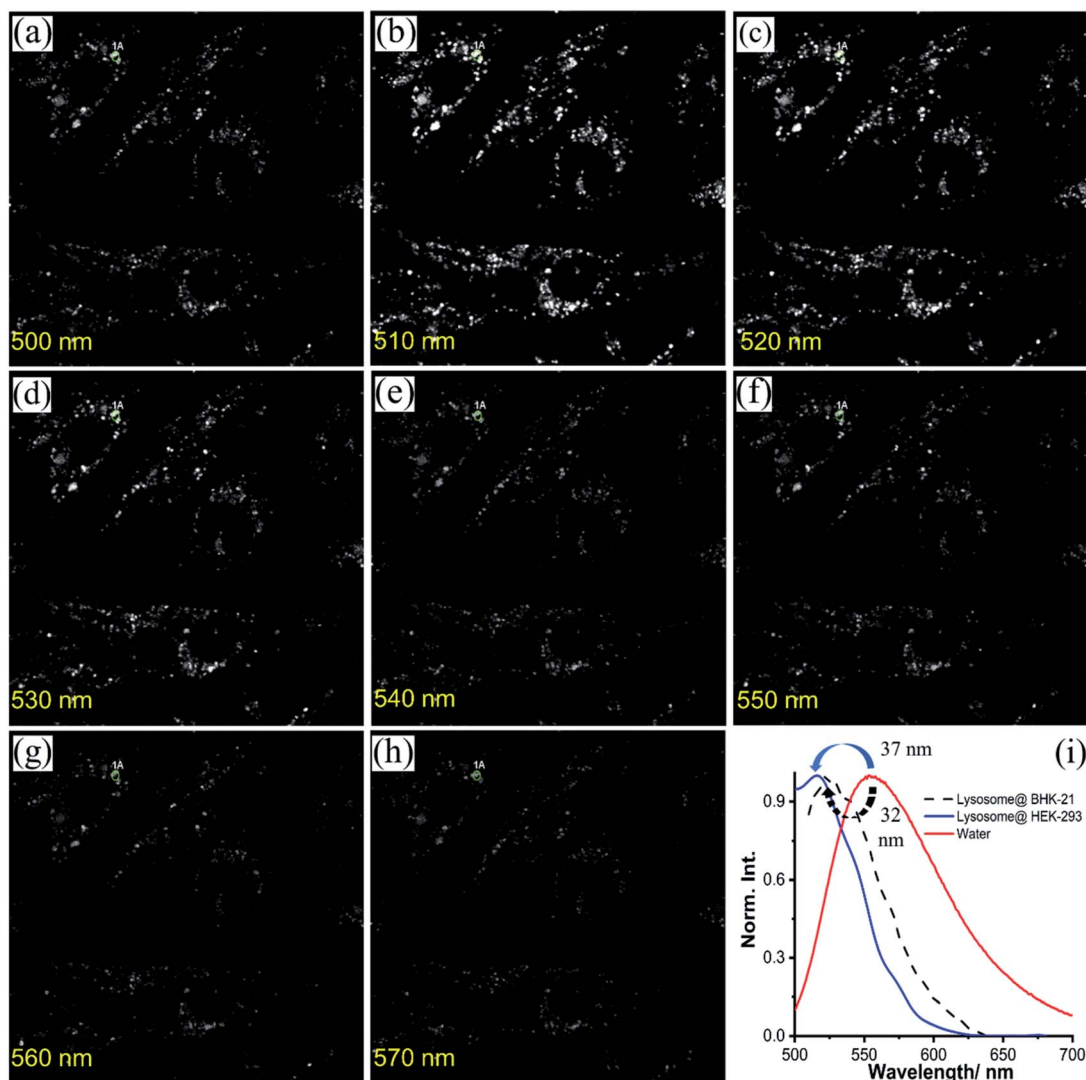 (a)
1A
500 nm
(b)
1A
510 nm
(c)
1A
520 nm
(d)
1A
530 nm
(e)
1A
540 nm
(f)
1A
550 nm
(g)
1A
560 nm
(h)
1A
570 nm
(i)
37 nm
32
nm
Lysosome@ BHK-21
Lysosome@ HEK-293
Water
Norm. Int.
0.9
0.6
0.3
0.0
500 550 600 650 700
Wavelength/ nm